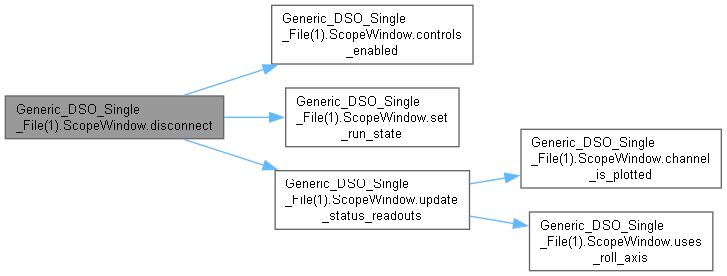 Generic_DSO_Single
_File(1).ScopeWindow.controls
_enabled
Generic_DSO_Single
_File(1).ScopeWindow.disconnect
Generic_DSO_Single
_File(1).ScopeWindow.set
_run_state
Generic_DSO_Single
_File(1).ScopeWindow.update
_status_readouts
Generic_DSO_Single
_File(1).ScopeWindow.channel
_is_plotted
Generic_DSO_Single
_File(1).ScopeWindow.uses
_roll_axis